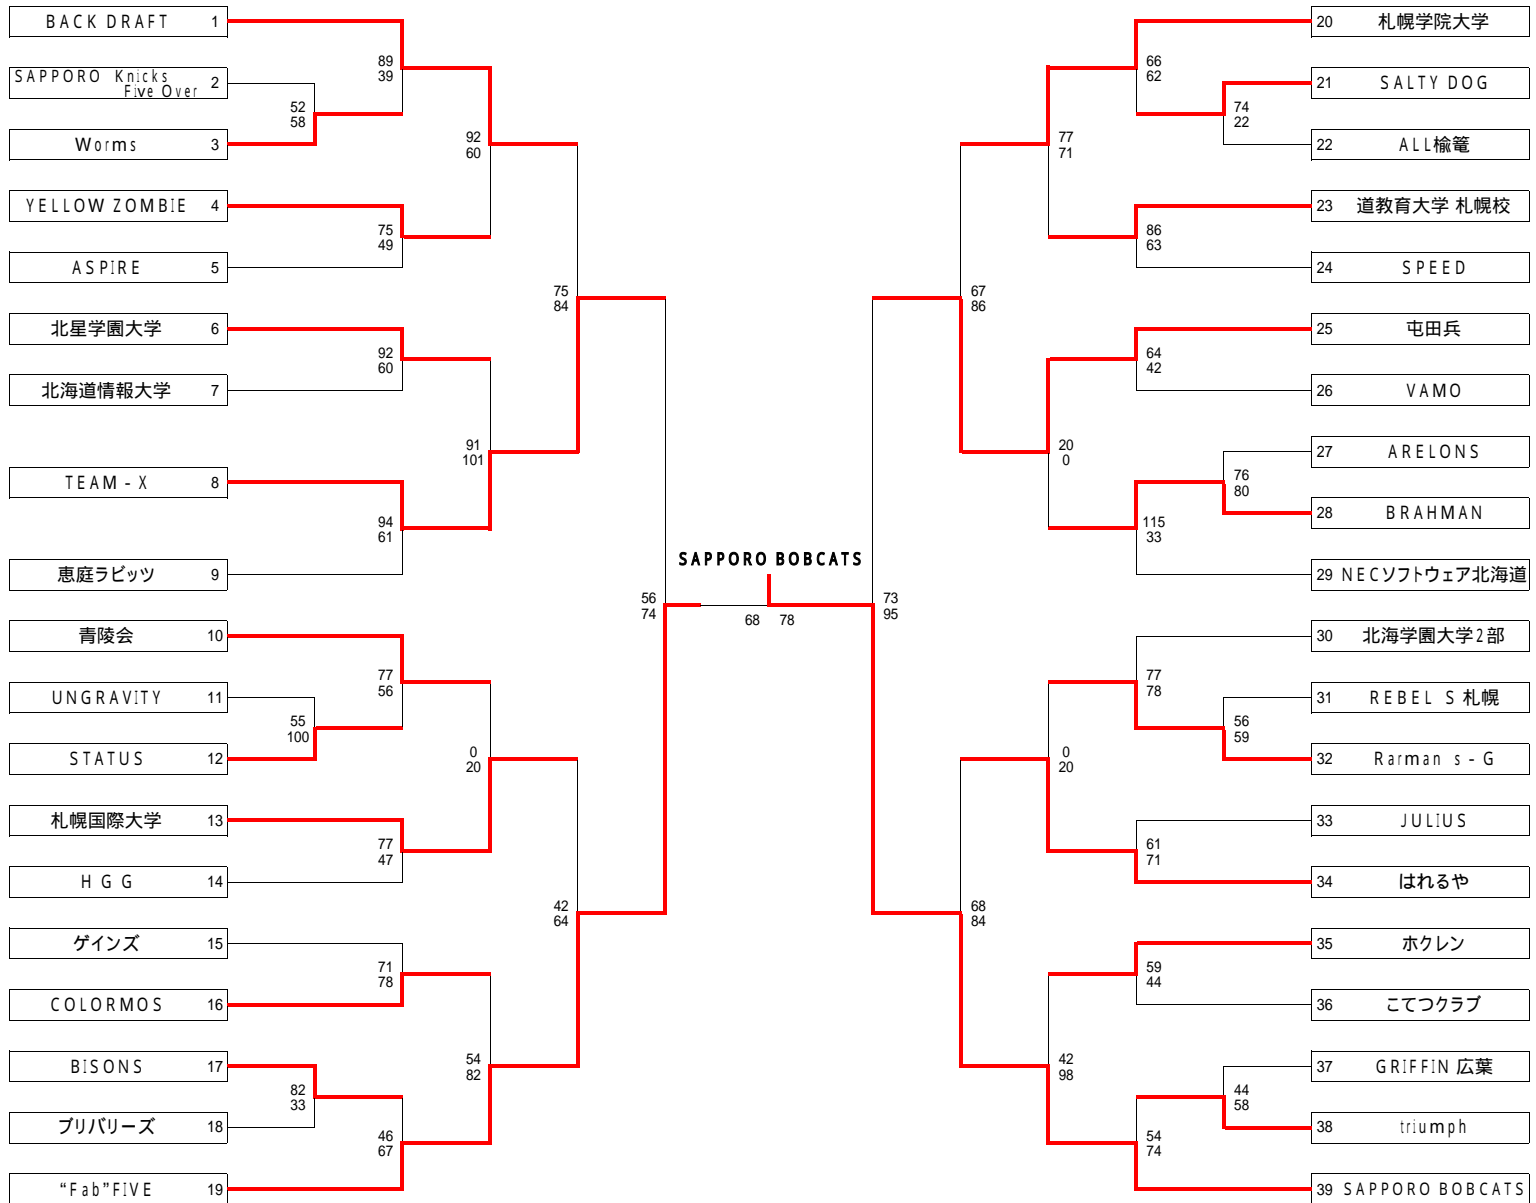 BACK DRAFT 1
SAPPORO Knicks
Five Over 2
Worms 3
YELLOW ZOMBIE 4
ASPIRE 5
北星学園大学 6
北海道情報大学 7
TEAM-X 8
恵庭ラビッツ 9
青陵会 10
UNGRAVITY 11
STATUS 12
札幌国際大学 13
HGG 14
ゲインズ 15
COLORMOS 16
BISONS 17
ブリバリーズ 18
“Fab”FIVE 19
52
58
82
33
55
100
89
39
75
49
92
60
94
61
77
56
77
47
71
78
46
67
92
60
91
101
0
20
54
82
75
84
42
64
56
74
SAPPORO BOBCATS
68 78
73
95
67
86
68
84
77
71
20
0
0
20
42
98
66
62
86
63
64
42
115
33
77
78
61
71
59
44
54
74
74
22
76
80
56
59
44
58
20 札幌学院大学
21 SALTY DOG
22 ALL楡篭
23 道教育大学 札幌校
24 SPEED
25 屯田兵
26 VAMO
27 ARELONS
28 BRAHMAN
29 NECソフトウェア北海道
30 北海学園大学2部
31 REBEL S 札幌
32 Rarman s-G
33 JULIUS
34 はれるや
35 ホクレン
36 こてつクラブ
37 GRIFFIN 広葉
38 triumph
39 SAPPORO BOBCATS